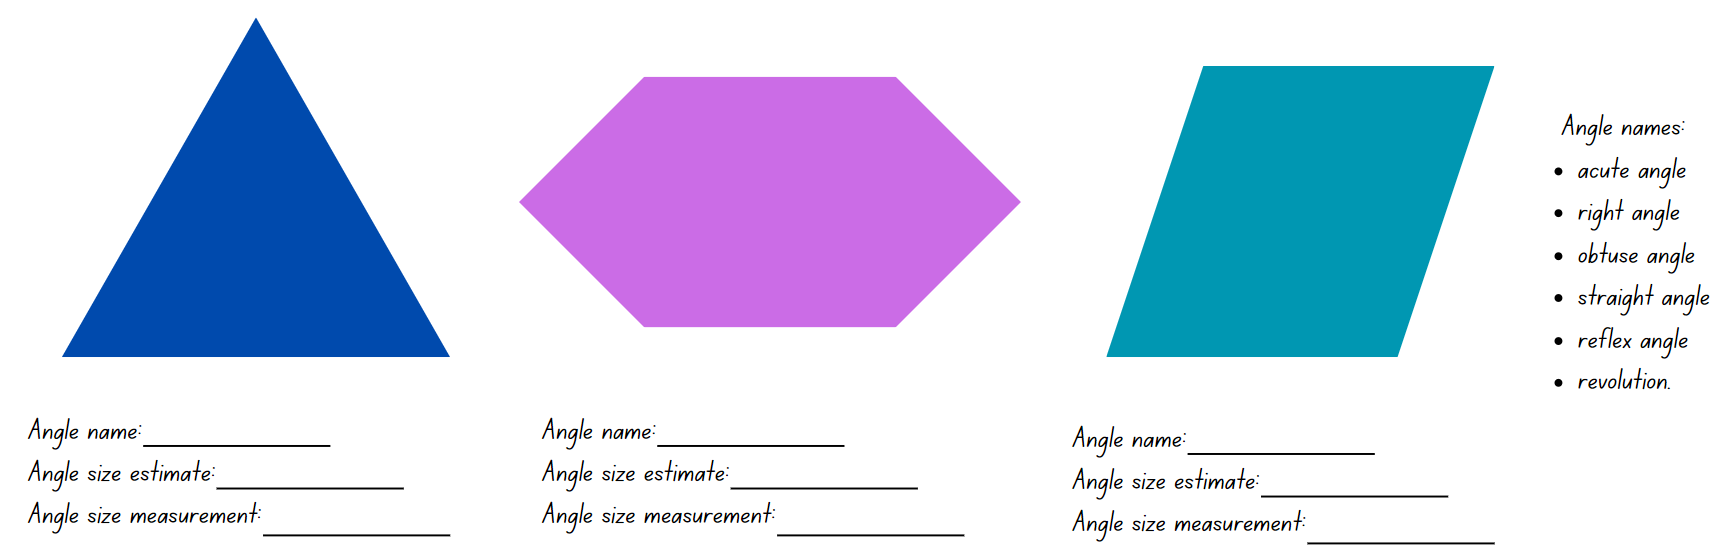 Angle names:
• acute angle
• right angle
• obtuse angle
• straight angle
• reflex angle
• revolution.
Angle name:
Angle size estimate:
Angle size measurement:
Angle name:
Angle size estimate:
Angle size measurement:
Angle name:
Angle size estimate:
Angle size measurement: